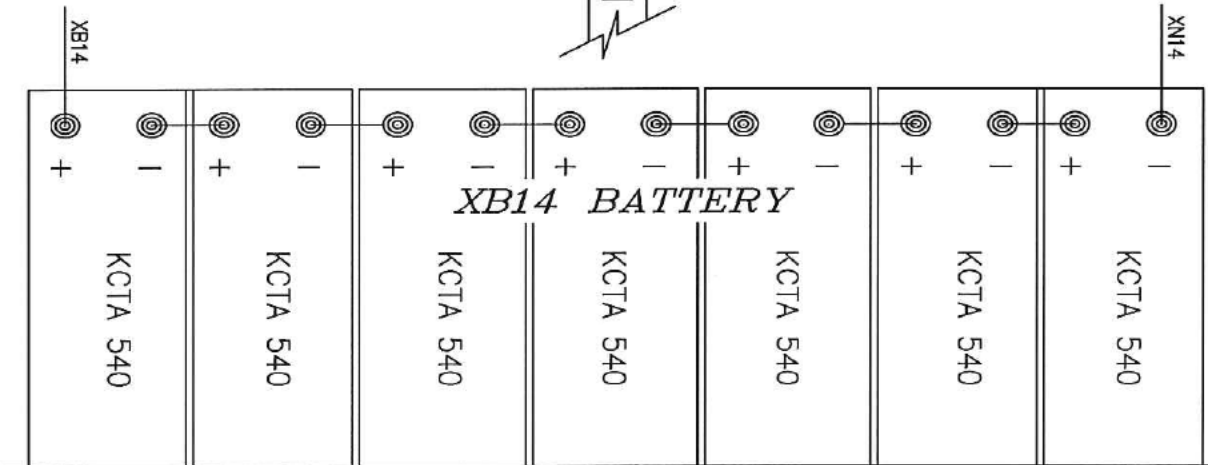 XB14
XN14
+ - + - + - + - + - + - + -
XB14 BATTERY
KCTA 540
KCTA 540
KCTA 540
KCTA 540
KCTA 540
KCTA 540
KCTA 540